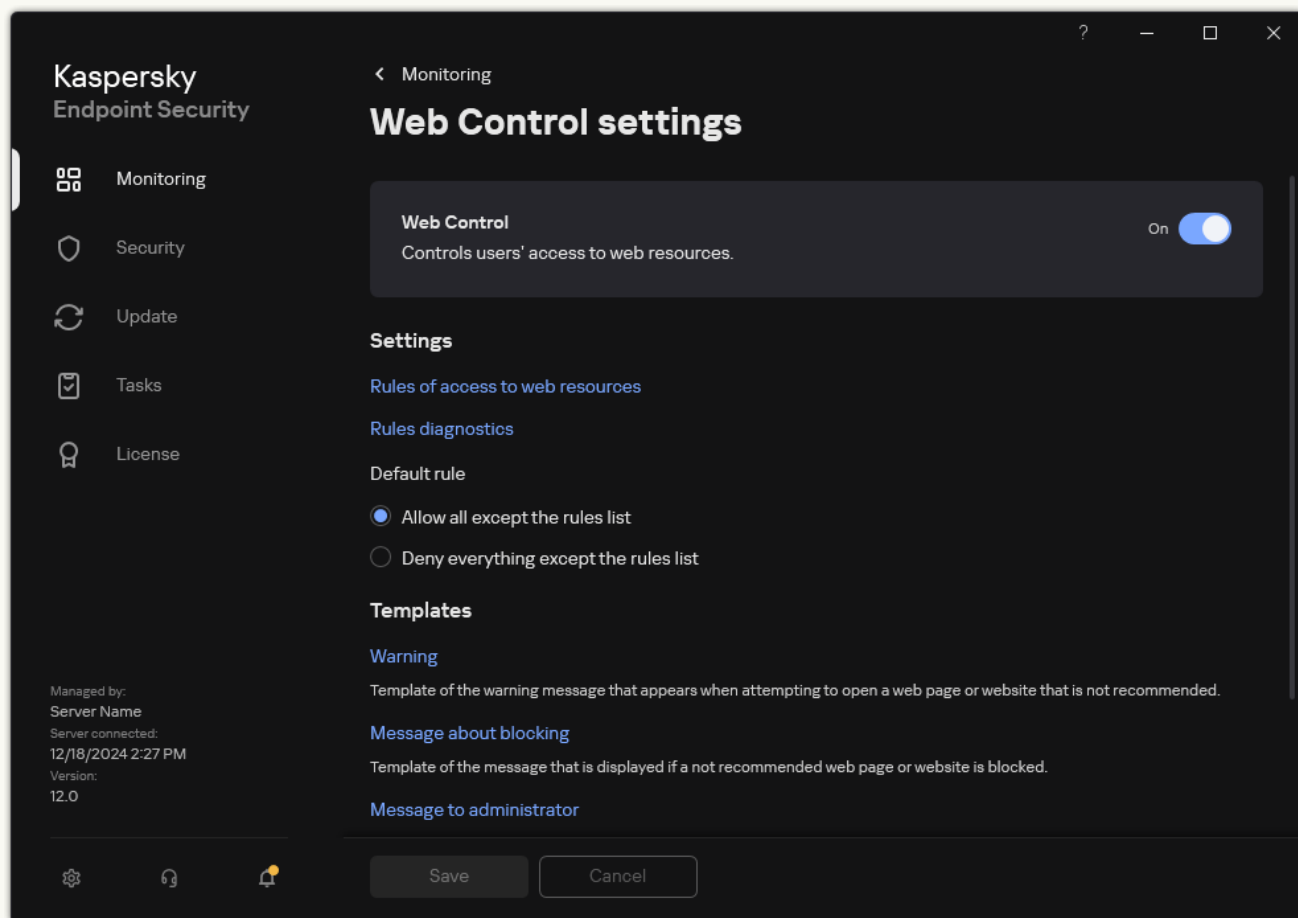 ?
Kaspersky
Endpoint Security
Monitoring
Security
Update
Tasks
License
Managed by:
Server Name
Server connected:
12/18/2024 2:27 PM
Version:
12.0
Monitoring
Web Control settings
Web Control
Controls users' access to web resources.
On
Settings
Rules of access to web resources
Rules diagnostics
Default rule
Allow all except the rules list
Deny everything except the rules list
Templates
Warning
Template of the warning message that appears when attempting to open a web page or website that is not recommended.
Message about blocking
Template of the message that is displayed if a not recommended web page or website is blocked.
Message to administrator
Save
Cancel